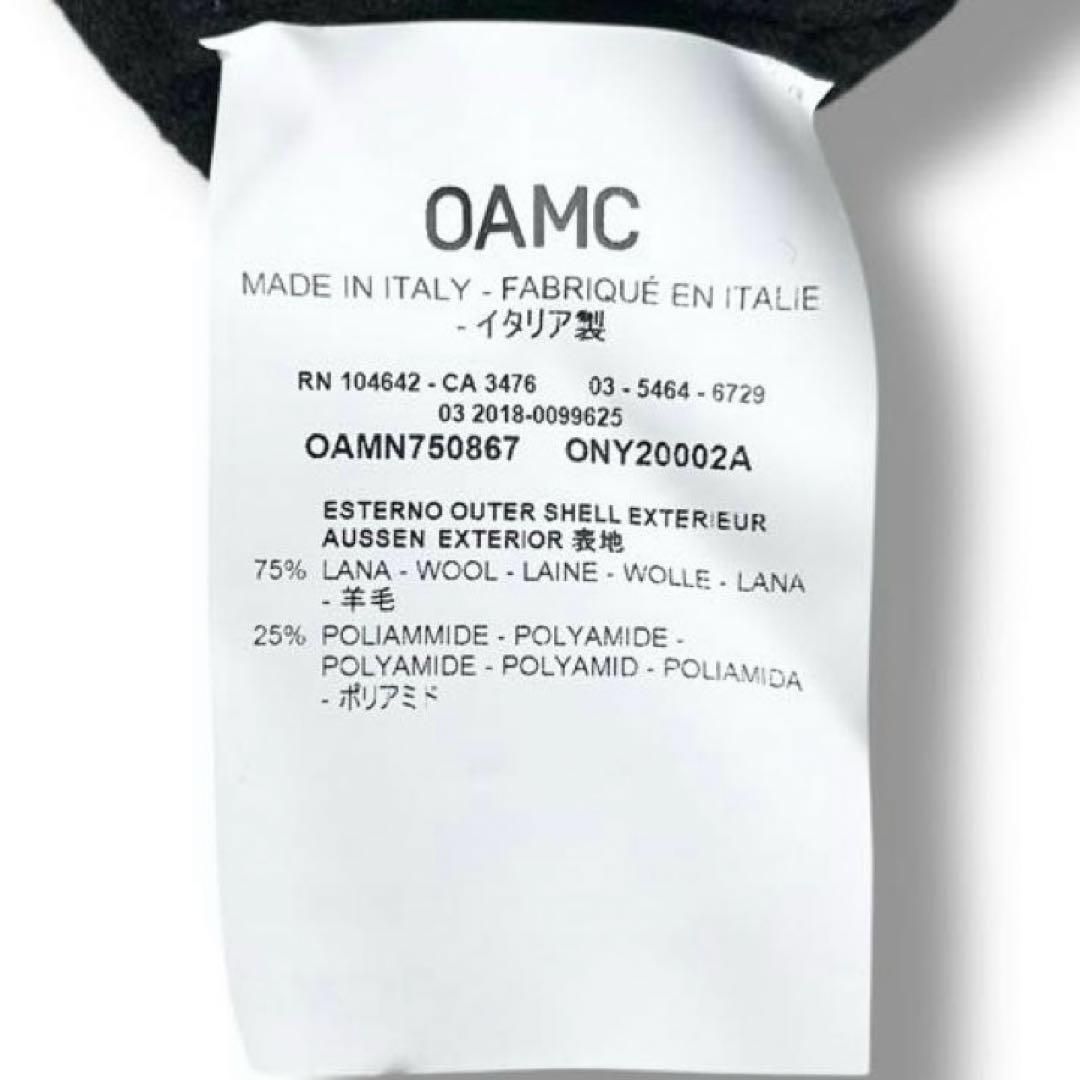 OAMC
MADE IN ITALY - FABRIQUÉ EN ITALIE
- イタリア製
RN 104642 - CA 3476 03 - 5464 - 6729
03 2018-0099625
OAMN750867 ONY20002A
ESTERNO OUTER SHELL EXTERIEUR
AUSSEN EXTERIOR 表地
75% LANA - WOOL - LAINE - WOLLE - LANA
- 羊毛
25% POLIAMMIDE - POLYAMIDE -
POLYAMIDE - POLYAMID - POLIAMIDA
- ポリアミド